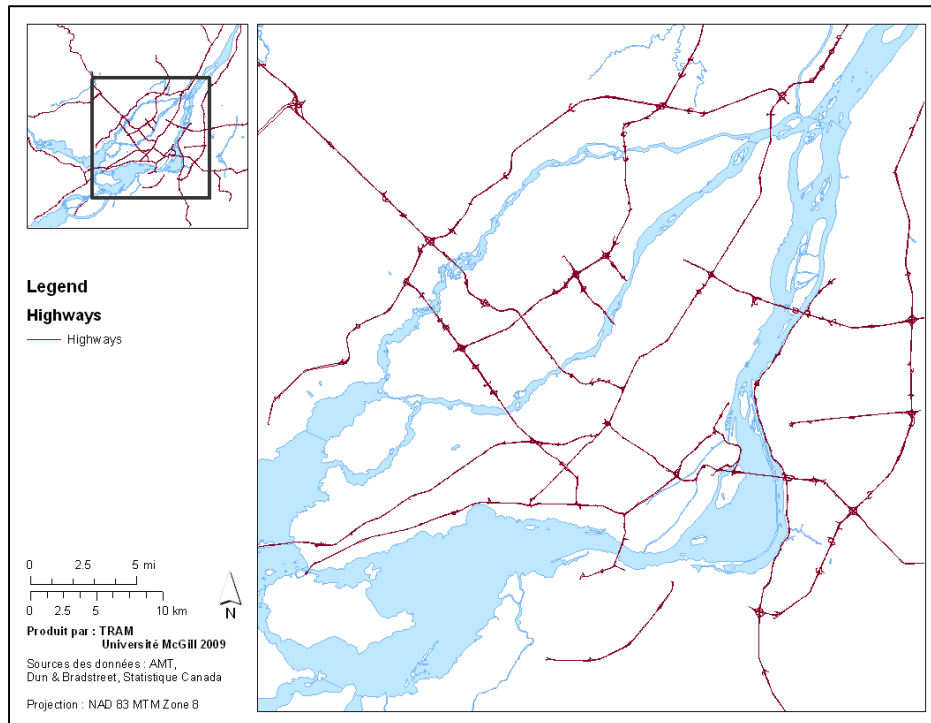 Legend
Highways
Highways
0 2.5 5 mi
0 2.5 5 10 km
N
Produit par : TRAM
Université McGill 2009
Sources des données : AMT,
Dun & Bradstreet, Statistique Canada
Projection : NAD 83 MTM Zone 8